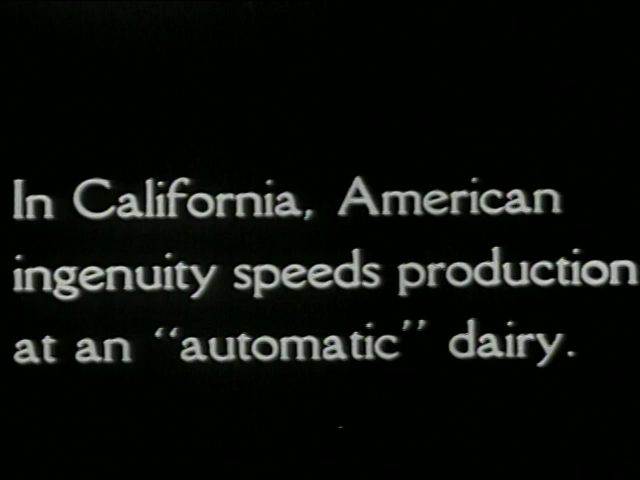 In California, American
ingenuity speeds production
at an “automatic” dairy.